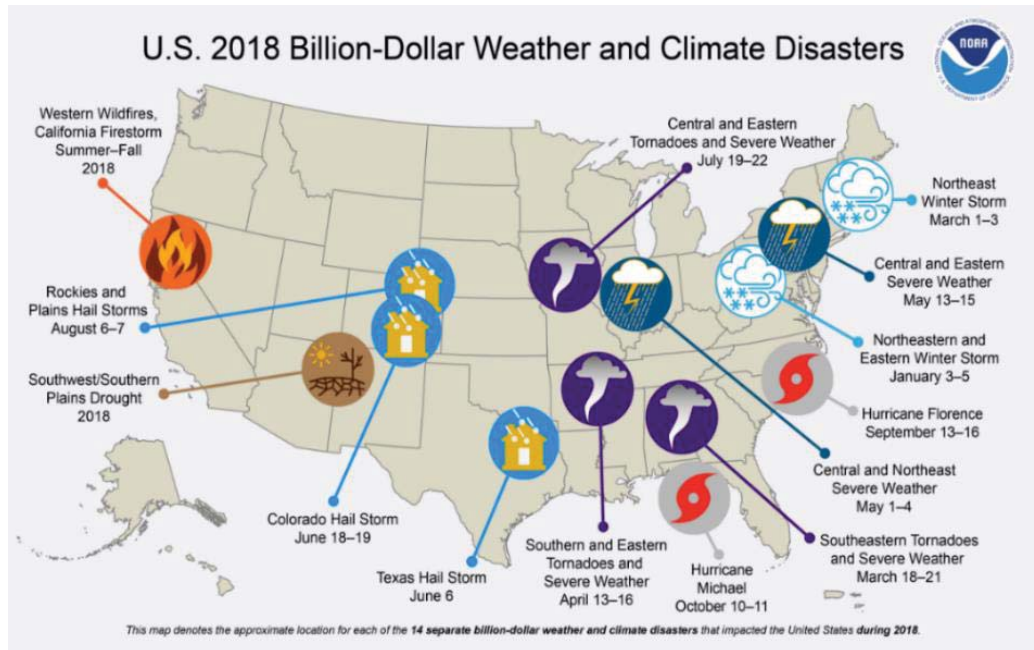 U.S. 2018 Billion-Dollar Weather and Climate Disasters
NOAA
Western Wildfires,
California Firestorm
Summer–Fall
2018
Central and Eastern
Tornadoes and Severe Weather
July 19–22
Northeast
Winter Storm
March 1–3
Central and Eastern
Severe Weather
May 13–15
Rockies and
Plains Hail Storms
August 6–7
Northeastern and
Eastern Winter Storm
January 3–5
Southwest/Southern
Plains Drought
2018
Hurricane Florence
September 13–16
Central and Northeast
Severe Weather
May 1–4
Colorado Hail Storm
June 18–19
Southeastern Tornadoes
and Severe Weather
March 18–21
Southern and Eastern
Tornadoes and
Severe Weather
April 13–16
Texas Hail Storm
June 6
Hurricane
Michael
October 10–11
This map denotes the approximate location for each of the 14 separate billion-dollar weather and climate disasters that impacted the United States during 2018.